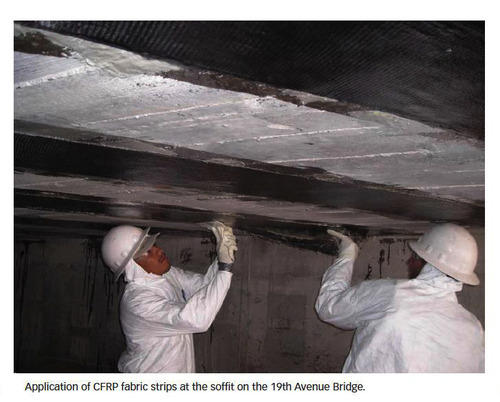 Application of CFRP fabric strips at the soffit on the 19th Avenue Bridge.